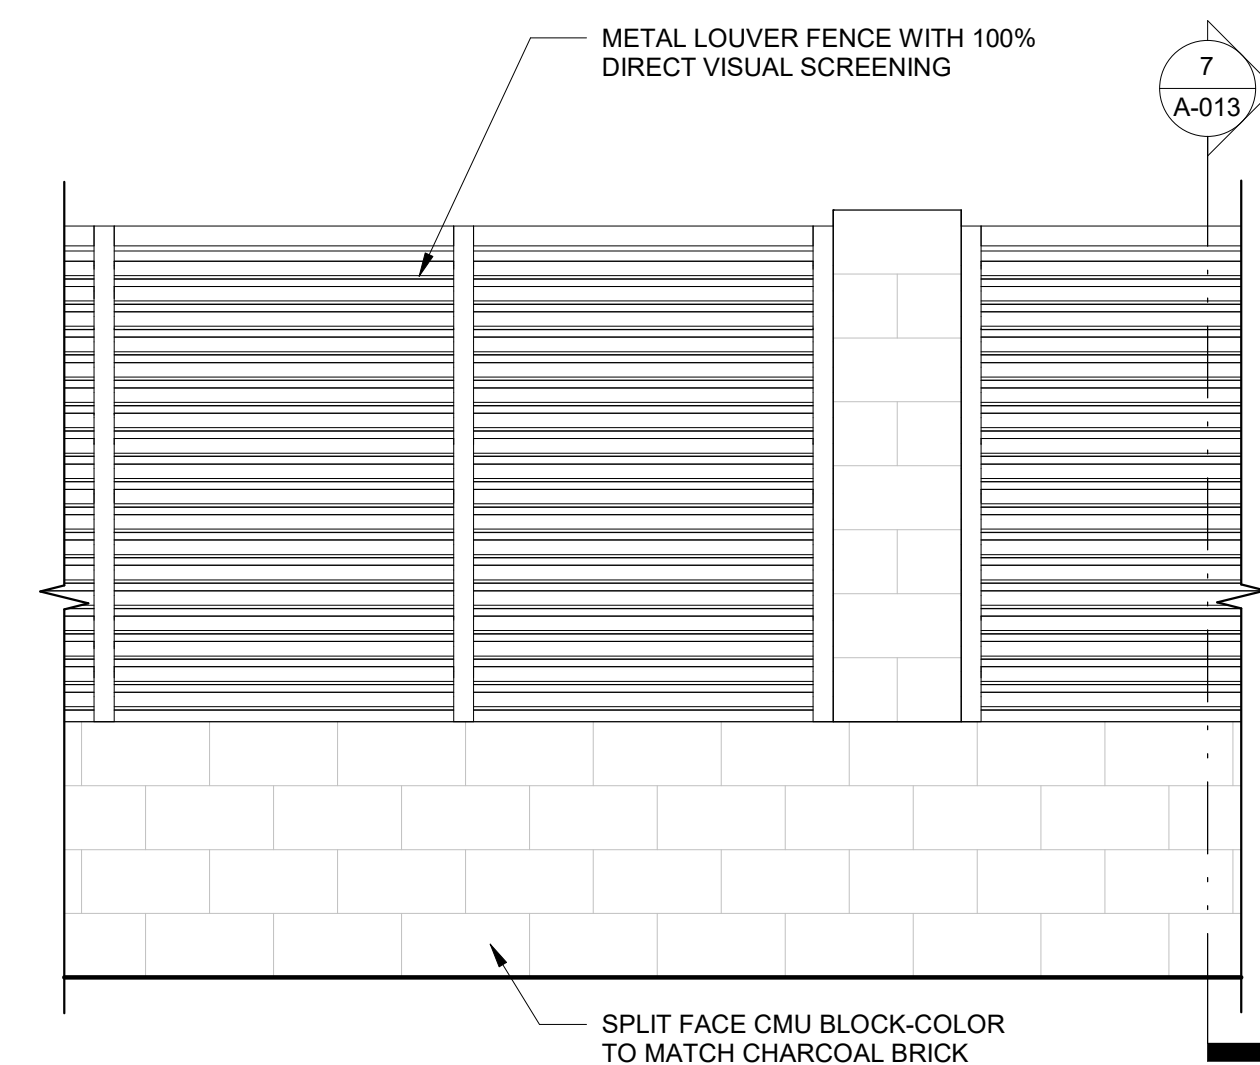 METAL LOUVER FENCE WITH 100%
DIRECT VISUAL SCREENING
7
A-013
SPLIT FACE CMU BLOCK-COLOR
TO MATCH CHARCOAL BRICK